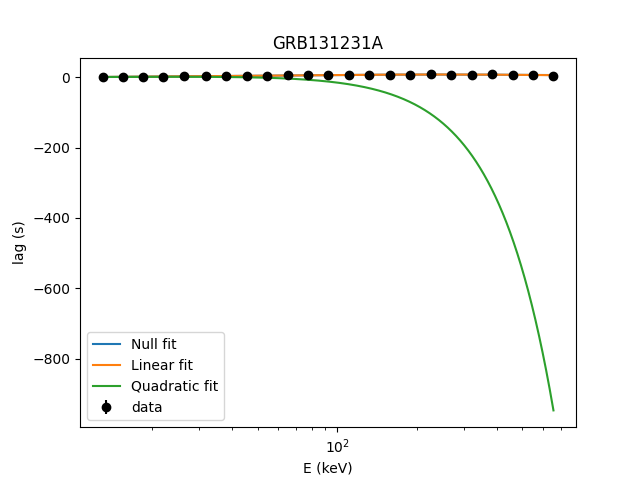 GRB131231A
0
−200
−400
−600
−800
lag (s)
Null fit
Linear fit
Quadratic fit
data
10²
E (keV)